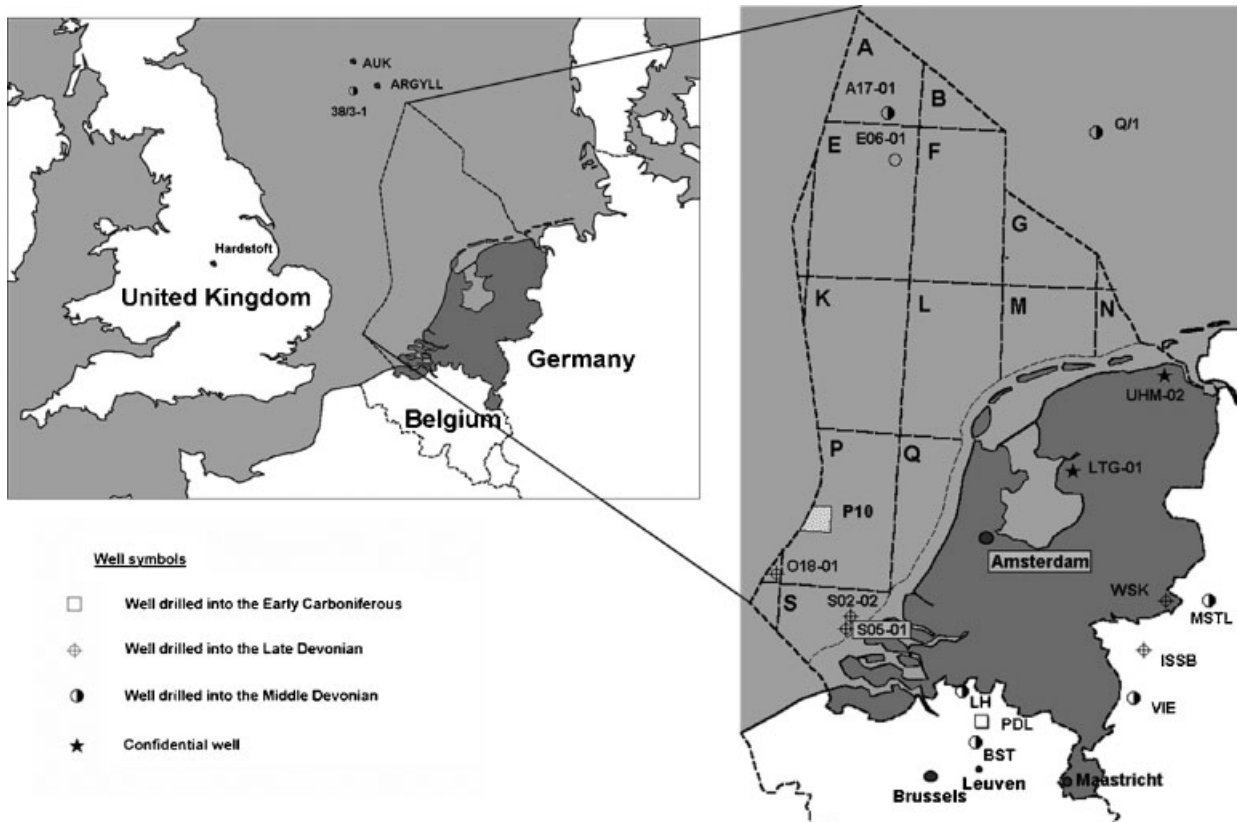 AUK
ARGYLL
38/3-1
Hardstoft
United Kingdom
Germany
Belgium
A
A17-01
B
Q/1
E
E06-01
F
G
K
L
M
N
UHM-02
P
Q
LTG-01
P10
Amsterdam
O18-01
S
S02-02
S05-01
WSK
MSTL
ISSB
VIE
LH
PDL
BST
Leuven
Brussels
Maastricht
Well symbols
Well drilled into the Early Carboniferous
Well drilled into the Late Devonian
Well drilled into the Middle Devonian
Confidential well